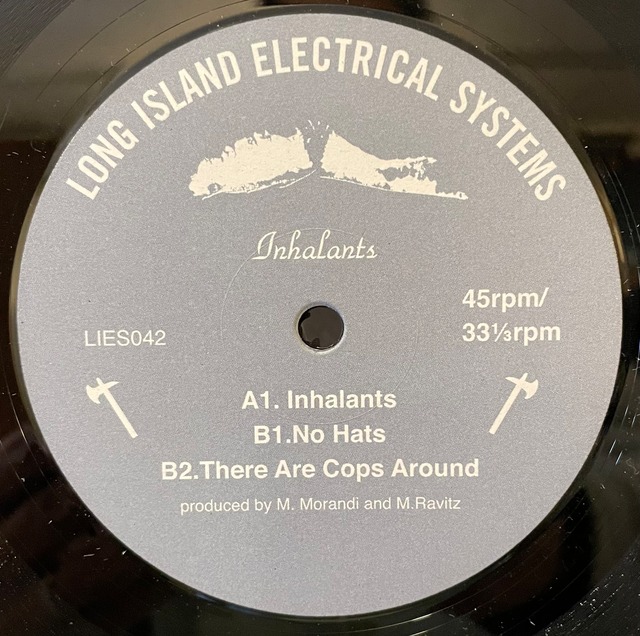 LONG ISLAND ELECTRICAL SYSTEMS
Inhalants
45rpm/
33⅓rpm
LIES042
A1. Inhalants
B1.No Hats
B2.There Are Cops Around
produced by M. Morandi and M.Ravitz